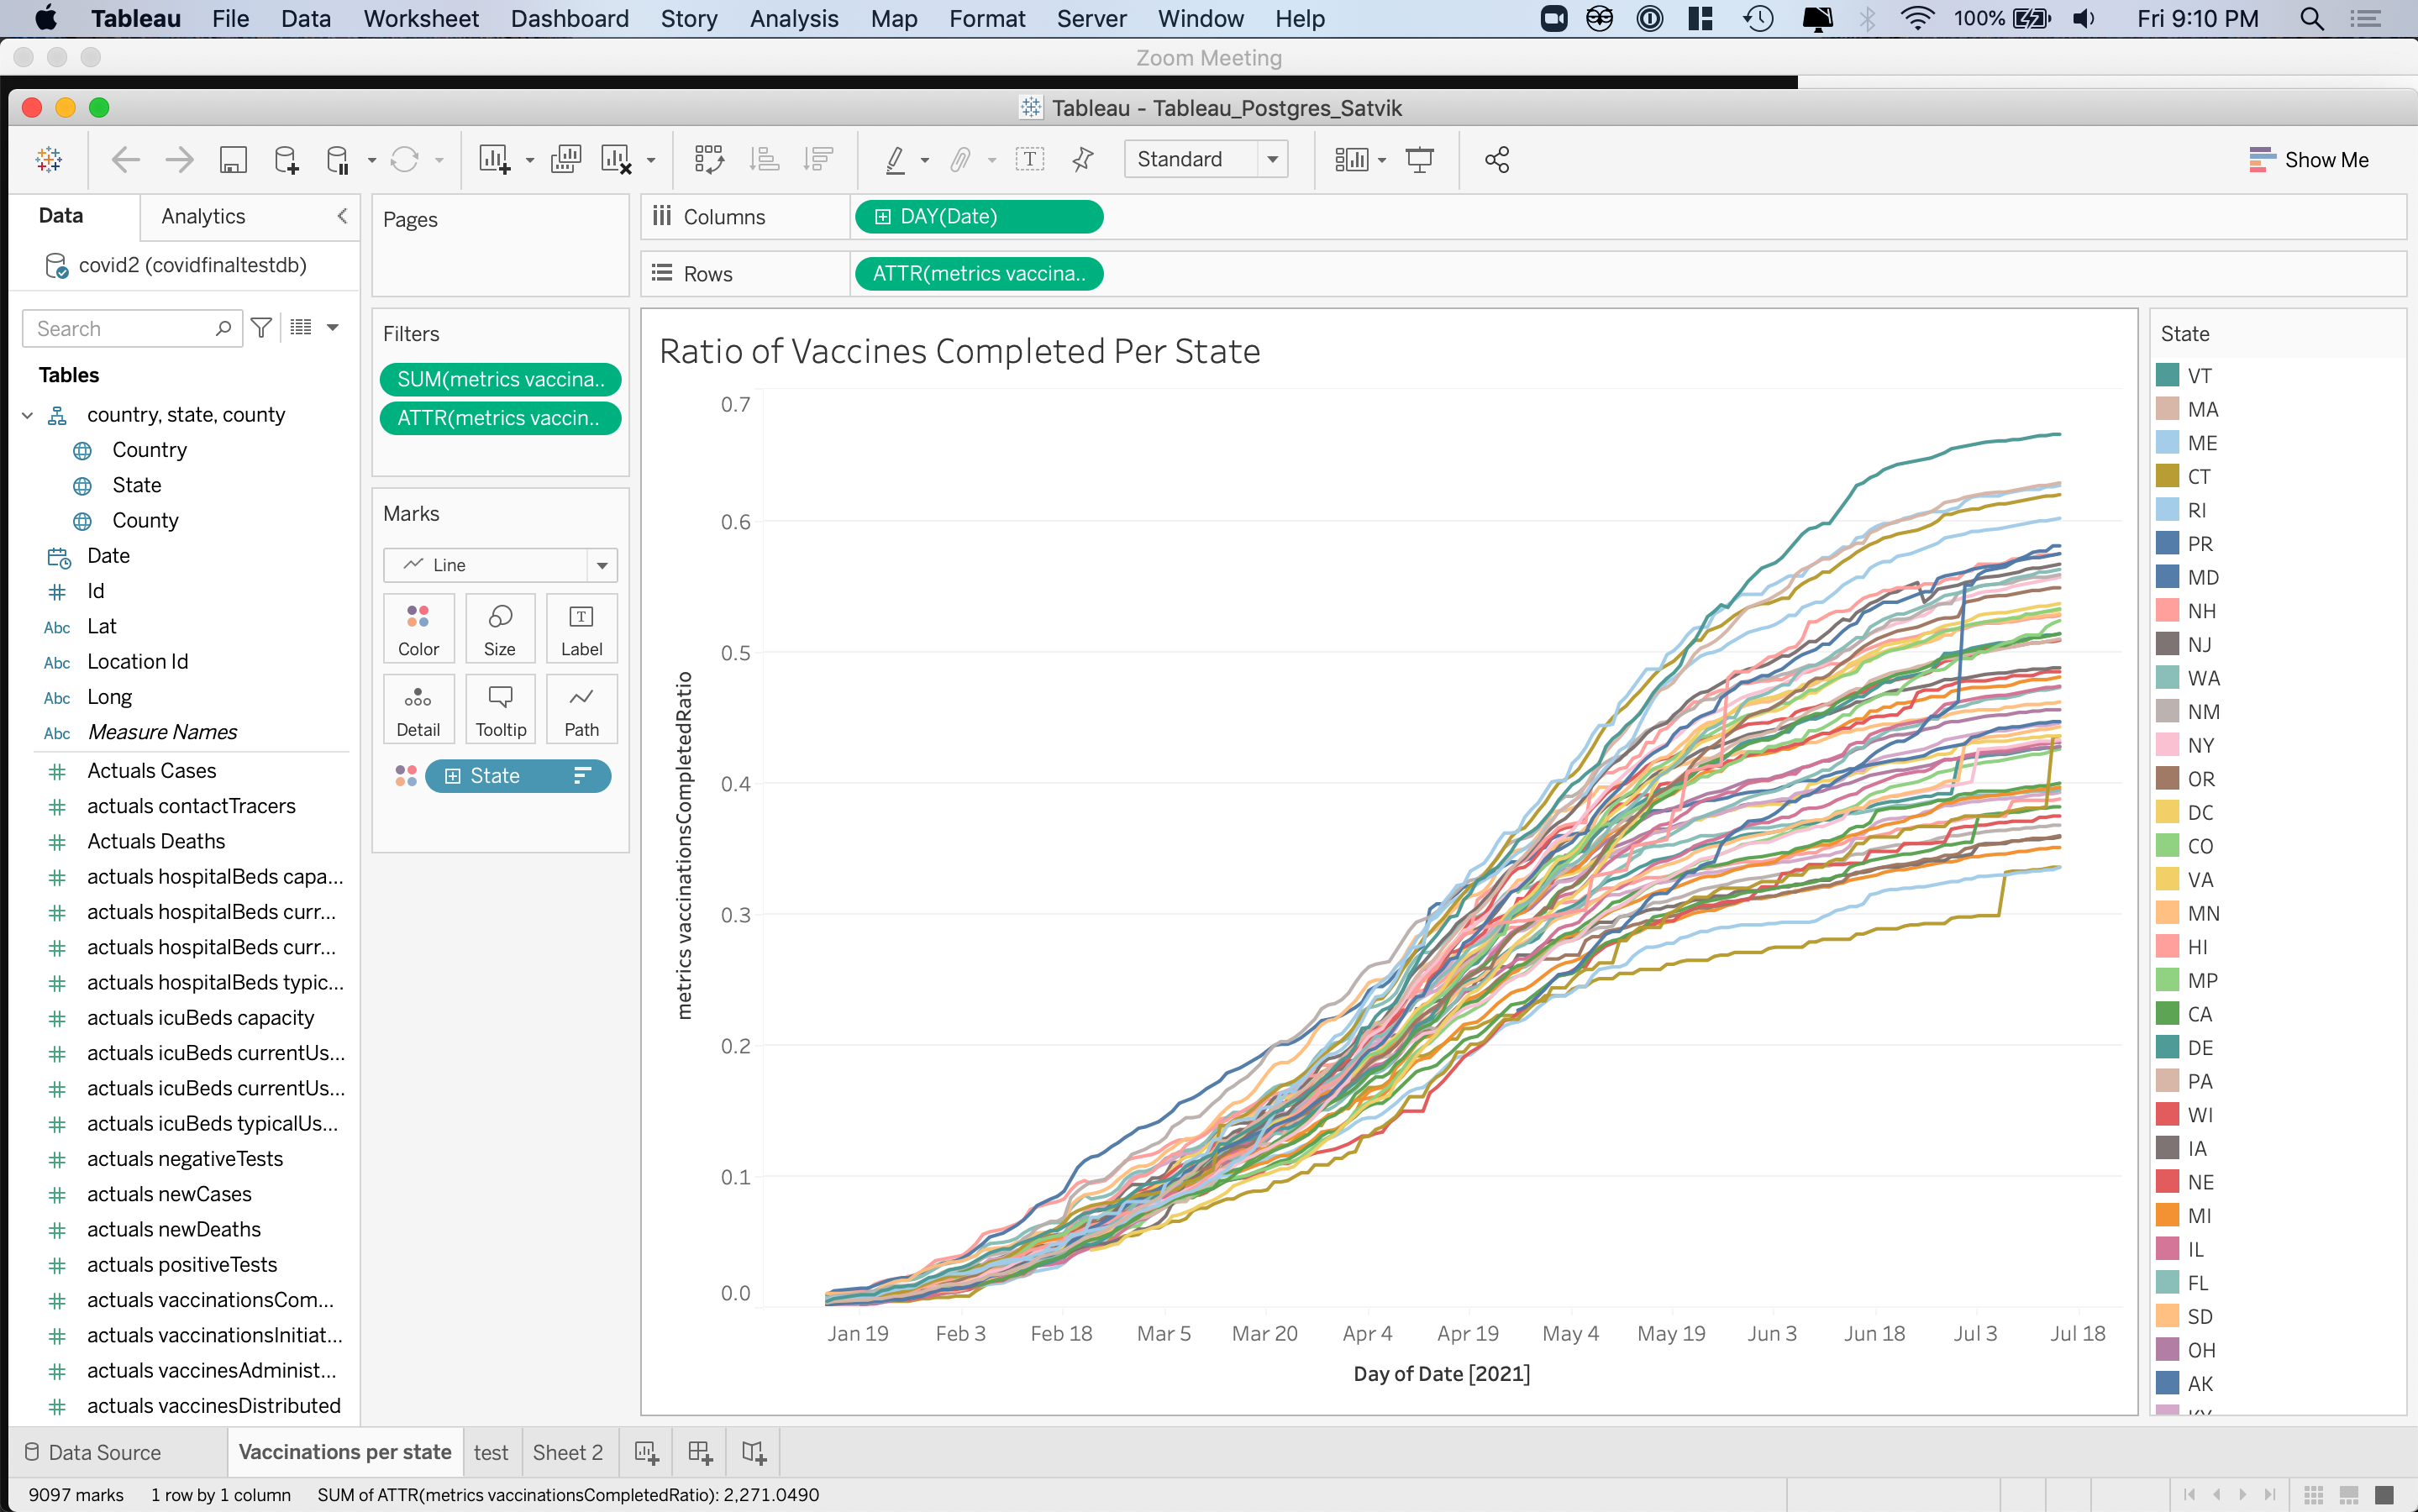 Tableau File Data Worksheet Dashboard Story Analysis Map Format Server Window Help 100% Fri 9:10 PM
Zoom Meeting
Tableau - Tableau_Postgres_Satvik
Standard
Show Me
Data Analytics
covid2 (covidfinaltestdb)
Search
Tables
country, state, county
Country
State
County
Date
Id
Abc Lat
Abc Location Id
Abc Long
Abc Measure Names
Actuals Cases
actuals contactTracers
Actuals Deaths
actuals hospitalBeds capa...
actuals hospitalBeds curr...
actuals hospitalBeds curr...
actuals hospitalBeds typic...
actuals icuBeds capacity
actuals icuBeds currentUs...
actuals icuBeds currentUs...
actuals icuBeds typicalUs...
actuals negativeTests
actuals newCases
actuals newDeaths
actuals positiveTests
actuals vaccinationsCom...
actuals vaccinationsInitiat...
actuals vaccinesAdminist...
actuals vaccinesDistributed
Pages
Filters
SUM(metrics vaccina..
ATTR(metrics vaccin..
Marks
Line
Color Size Label
Detail Tooltip Path
State
Columns DAY(Date)
Rows ATTR(metrics vaccina..
Ratio of Vaccines Completed Per State
metrics vaccinationsCompletedRatio
0.7
0.6
0.5
0.4
0.3
0.2
0.1
0.0
Jan 19 Feb 3 Feb 18 Mar 5 Mar 20 Apr 4 Apr 19 May 4 May 19 Jun 3 Jun 18 Jul 3 Jul 18
Day of Date [2021]
State
VT
MA
ME
CT
RI
PR
MD
NH
NJ
WA
NM
NY
OR
DC
CO
VA
MN
HI
MP
CA
DE
PA
WI
IA
NE
MI
IL
FL
SD
OH
AK
Data Source Vaccinations per state test Sheet 2
9097 marks 1 row by 1 column SUM of ATTR(metrics vaccinationsCompletedRatio): 2,271.0490